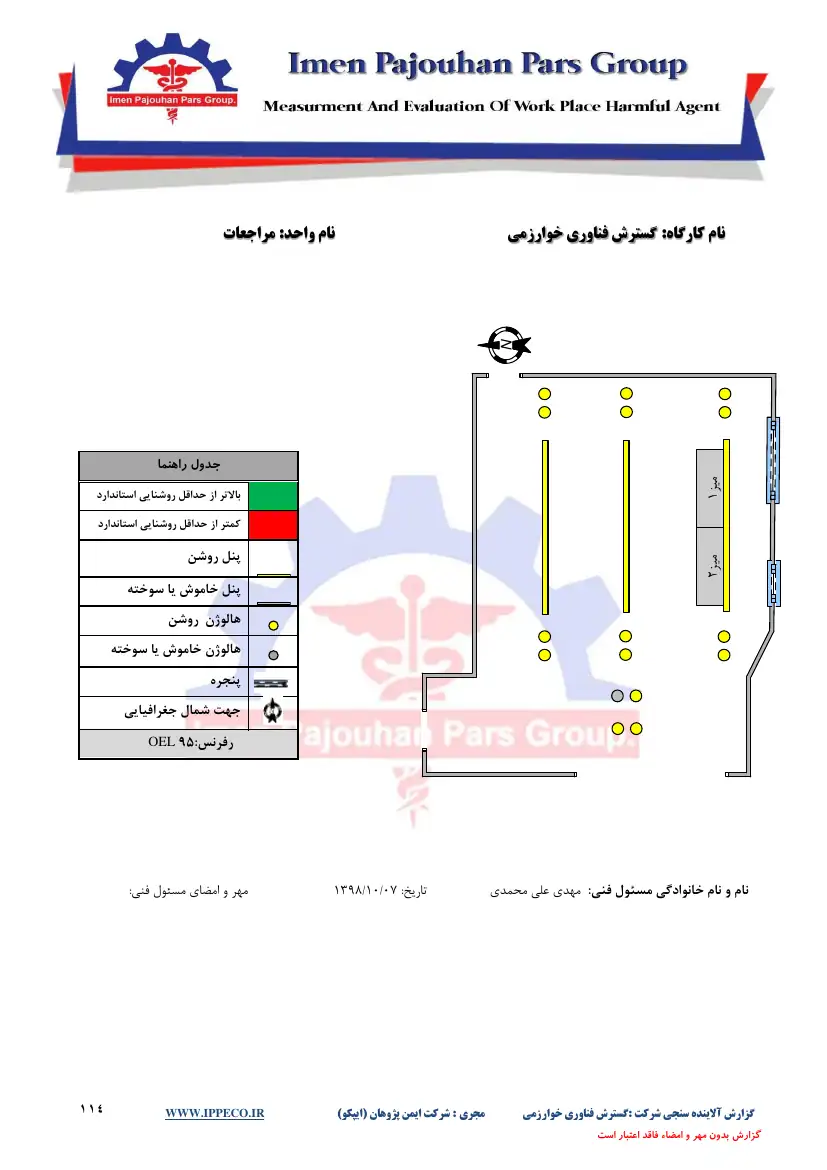 Imen Pajouhan Pars Group
Imen Pajouhan Pars Group.
Measurment And Evaluation Of Work Place Harmful Agent
نام کارگاه: گسترش فناوری خوارزمی
نام واحد: مراجعات
N
میز ۱
میز ۲
جدول راهنما
بالاتر از حداقل روشنایی استاندارد
کمتر از حداقل روشنایی استاندارد
پنل روشن
پنل خاموش یا سوخته
هالوژن روشن
هالوژن خاموش یا سوخته
پنجره
جهت شمال جغرافیایی
رفرنس: OEL ۹۵
Imen Pajouhan Pars Group.
نام و نام خانوادگی مسئول فنی: مهدی علی محمدی
تاریخ: ۱۳۹۸/۱۰/۰۷
مهر و امضای مسئول فنی:
گزارش آلاینده سنجی شرکت :گسترش فناوری خوارزمی
مجری : شرکت ایمن پژوهان (ایپکو)
WWW.IPPECO.IR
۱۱٤
گزارش بدون مهر و امضاء فاقد اعتبار است